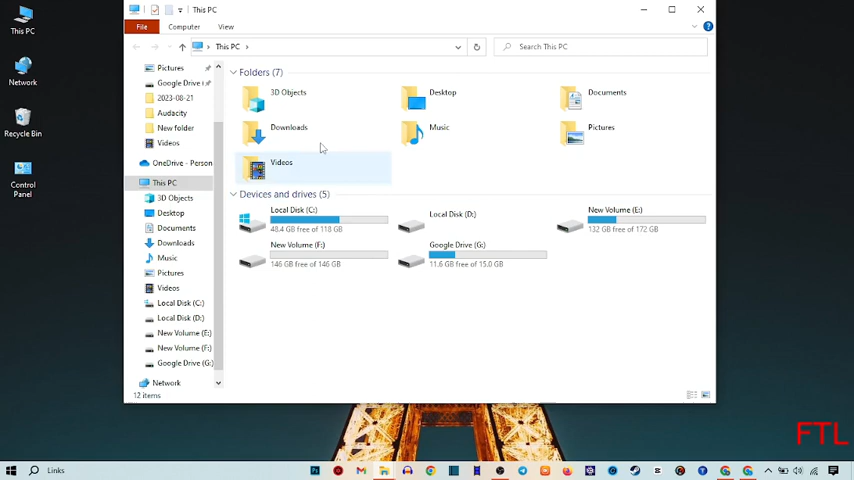 This PC
Network
Recycle Bin
Control
Panel
This PC
File
Computer
View
This PC
Search This PC
Pictures
Google Drive (
2023-08-21
Audacity
New folder
Videos
OneDrive - Person
This PC
3D Objects
Desktop
Documents
Downloads
Music
Pictures
Videos
Local Disk (C:)
Local Disk (D:)
New Volume (E:)
New Volume (F:)
Google Drive (G:)
Network
12 items
Folders (7)
3D Objects
Desktop
Documents
Downloads
Music
Pictures
Videos
Devices and drives (5)
Local Disk (C:)
48.4 GB free of 118 GB
Local Disk (D:)
New Volume (E:)
132 GB free of 172 GB
New Volume (F:)
146 GB free of 146 GB
Google Drive (G:)
11.6 GB free of 15.0 GB
FTL
Links